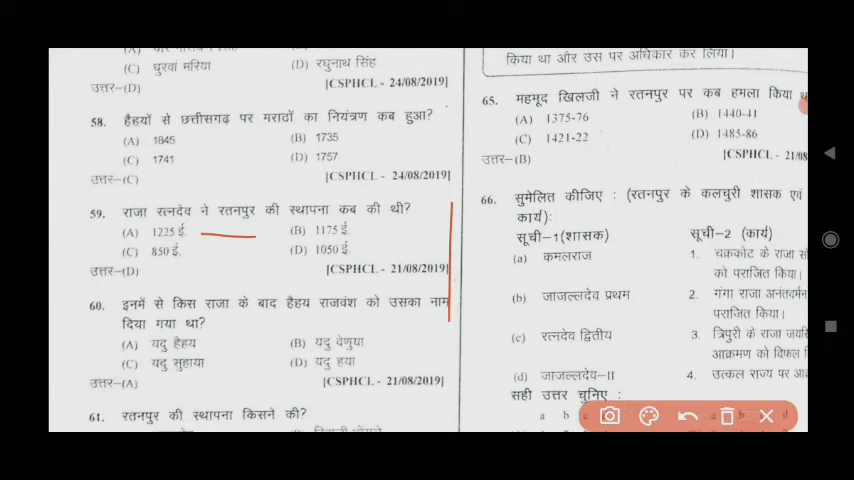 (C) घुरवां मरिया (D) रघुनाथ सिंह
उत्तर–(D) [CSPHCL - 24/08/2019]
58. हैहयों से छत्तीसगढ़ पर मराठों का नियंत्रण कब हुआ?
(A) 1845 (B) 1735
(C) 1741 (D) 1757
उत्तर–(C) [CSPHCL - 24/08/2019]
59. राजा रत्नदेव ने रतनपुर की स्थापना कब की थी?
(A) 1225 ई. (B) 1175 ई.
(C) 850 ई. (D) 1050 ई.
उत्तर–(D) [CSPHCL - 21/08/2019]
60. इनमें से किस राजा के बाद हैहय राजवंश को उसका नाम
दिया गया था?
(A) यदु हैहय (B) यदु वेणुया
(C) यदु सुहाया (D) यदु हया
उत्तर–(A) [CSPHCL - 21/08/2019]
61. रतनपुर की स्थापना किसने की?
किया था और उस पर अधिकार कर लिया।
65. महमूद खिलजी ने रतनपुर पर कब हमला किया
(A) 1375-76 (B) 1440-41
(C) 1421-22 (D) 1485-86
उत्तर–(B) [CSPHCL - 21/08
66. सुमेलित कीजिए : (रतनपुर के कलचुरी शासक एवं
कार्य):
सूची-1(शासक) सूची-2 (कार्य)
(a) कमलराज 1. चक्रकोट के राजा सो
को पराजित किया।
(b) जाजल्लदेव प्रथम 2. गंगा राजा अनंतवर्मन
पराजित किया।
(c) रत्नदेव द्वितीय 3. त्रिपुरी के राजा जयसि
आक्रमण को विफल
(d) जाजल्लदेव–II 4. उत्कल राज्य पर आ
सही उत्तर चुनिए :
a b c a b d